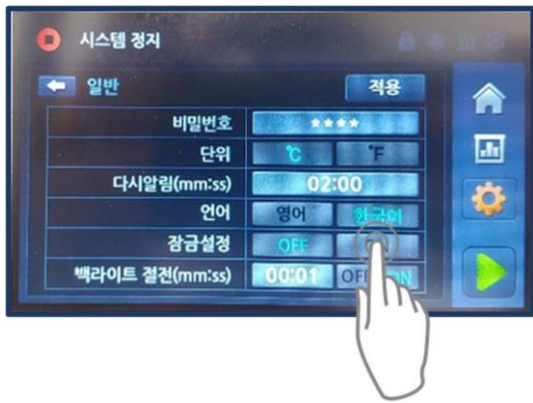 시스템 정지
일반 적용
비밀번호 ****
단위 ℃ ℉
다시알림(mm:ss) 02:00
언어 영어 한국어
잠금설정 OFF
백라이트 절전(mm:ss) 00:01 OFF ON